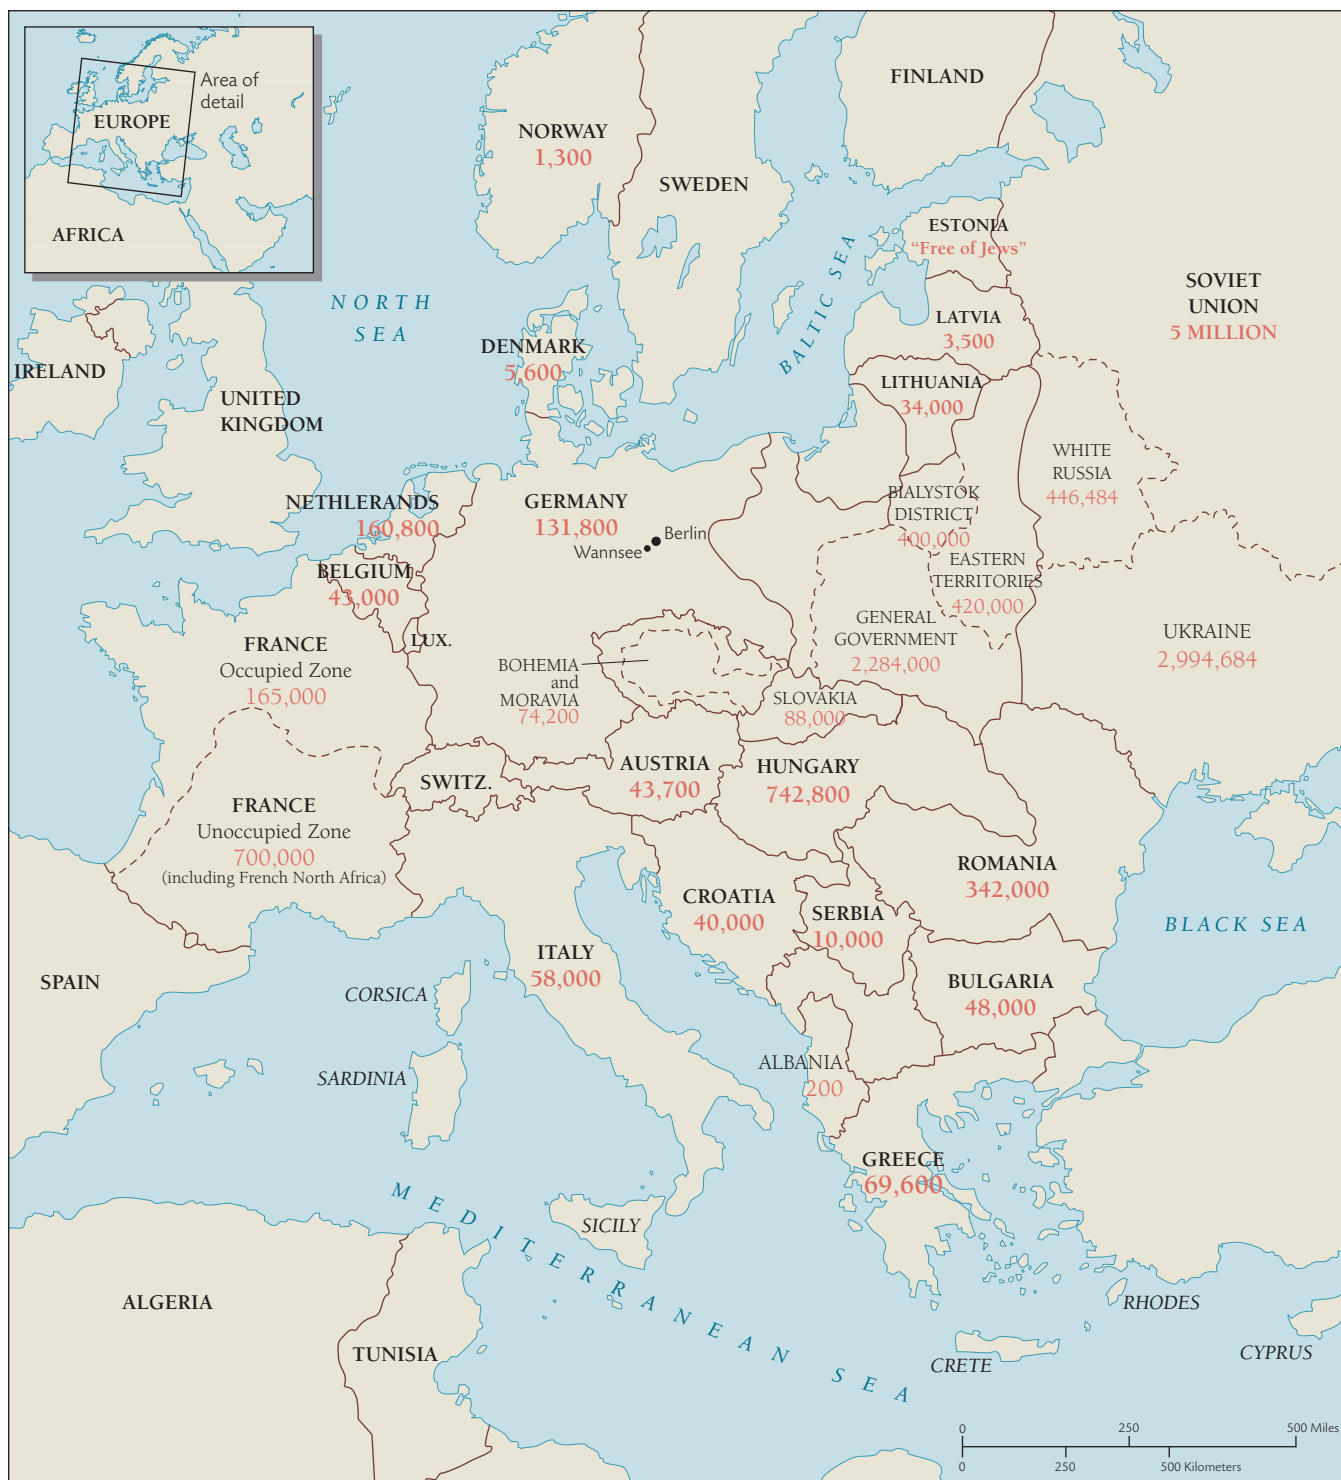 Area of
detail
EUROPE
AFRICA
FINLAND
NORWAY
1,300
SWEDEN
ESTONIA
"Free of Jews"
SOVIET
UNION
5 MILLION
NORTH
SEA
BALTIC SEA
LATVIA
3,500
DENMARK
5,600
IRELAND
LITHUANIA
34,000
UNITED
KINGDOM
WHITE
RUSSIA
446,484
NETHLERANDS
160,800
GERMANY
131,800
Berlin
Wannsee
BIALYSTOK
DISTRICT
400,000
EASTERN
TERRITORIES
420,000
BELGIUM
43,000
LUX.
GENERAL
GOVERNMENT
2,284,000
UKRAINE
2,994,684
FRANCE
Occupied Zone
165,000
BOHEMIA
and
MORAVIA
74,200
SLOVAKIA
88,000
SWITZ.
AUSTRIA
43,700
HUNGARY
742,800
FRANCE
Unoccupied Zone
700,000
(including French North Africa)
ROMANIA
342,000
CROATIA
40,000
SERBIA
10,000
BLACK SEA
ITALY
58,000
SPAIN
CORSICA
BULGARIA
48,000
SARDINIA
ALBANIA
200
GREECE
69,600
MEDITERRANEAN SEA
SICILY
ALGERIA
TUNISIA
RHODES
CRETE
CYPRUS
0 250 500 Miles
0 250 500 Kilometers